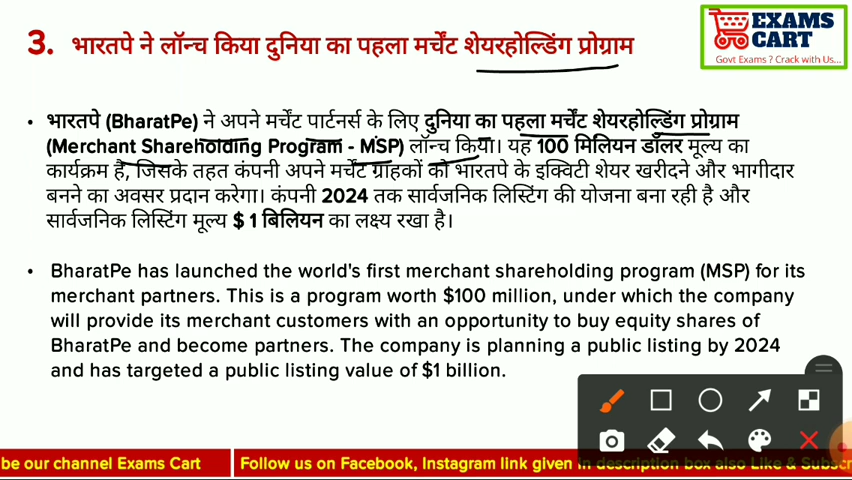 3. भारतपे ने लॉन्च किया दुनिया का पहला मर्चेंट शेयरहोल्डिंग प्रोग्राम
EXAMS
CART
Govt Exams ? Crack with Us...
• भारतपे (BharatPe) ने अपने मर्चेंट पार्टनर्स के लिए दुनिया का पहला मर्चेंट शेयरहोल्डिंग प्रोग्राम
(Merchant Shareholding Program - MSP) लॉन्च किया। यह 100 मिलियन डॉलर मूल्य का
कार्यक्रम है, जिसके तहत कंपनी अपने मर्चेंट ग्राहकों को भारतपे के इक्विटी शेयर खरीदने और भागीदार
बनने का अवसर प्रदान करेगा। कंपनी 2024 तक सार्वजनिक लिस्टिंग की योजना बना रही है और
सार्वजनिक लिस्टिंग मूल्य $ 1 बिलियन का लक्ष्य रखा है।
• BharatPe has launched the world's first merchant shareholding program (MSP) for its
merchant partners. This is a program worth $100 million, under which the company
will provide its merchant customers with an opportunity to buy equity shares of
BharatPe and become partners. The company is planning a public listing by 2024
and has targeted a public listing value of $1 billion.
be our channel Exams Cart
Follow us on Facebook, Instagram link given in description box also Like & Subscr